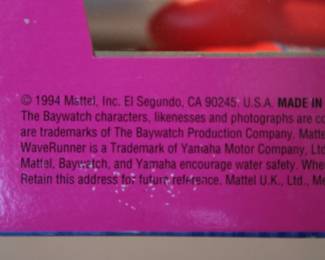 © 1994 Mattel, Inc. El Segundo, CA 90245. U.S.A. MADE IN
The Baywatch characters, likenesses and photographs are co
are trademarks of The Baywatch Production Company. Matte
WaveRunner is a Trademark of Yamaha Motor Company, Ltd
Mattel, Baywatch, and Yamaha encourage water safety. Whe
Retain this address for future reference. Mattel U.K., Ltd., Me